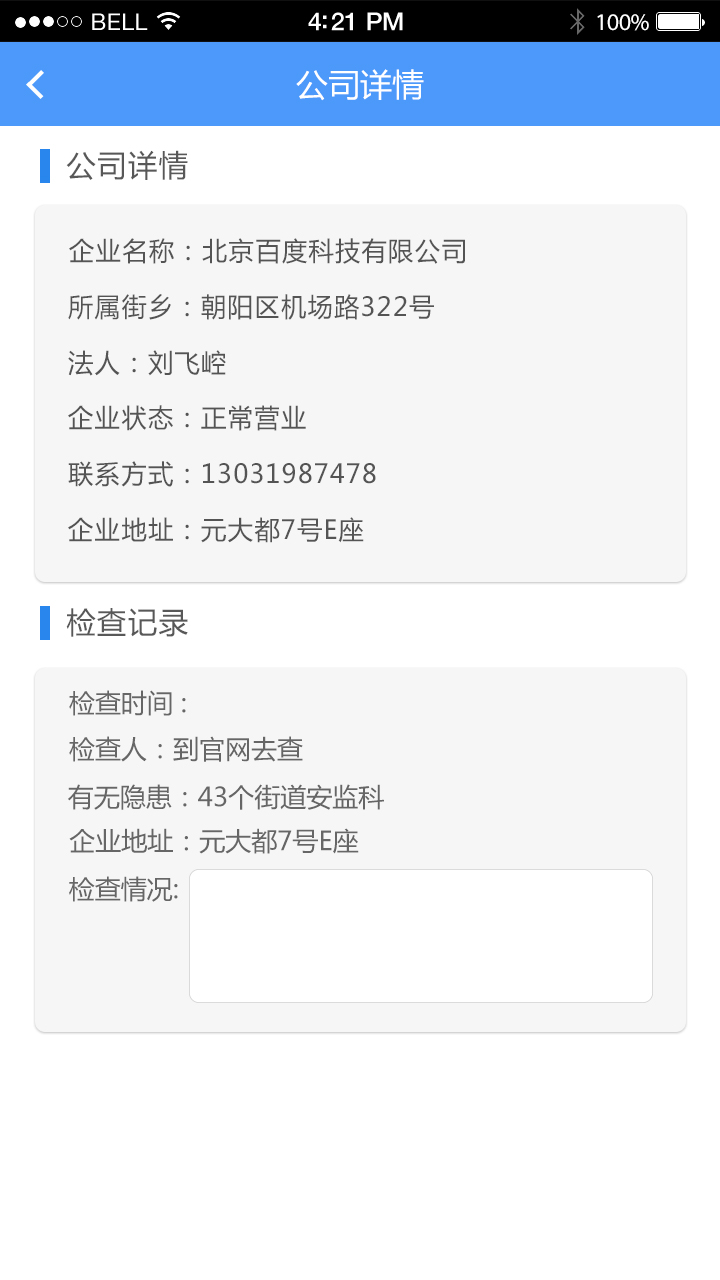 BELL 4:21 PM 100%
公司详情
公司详情
企业名称：北京百度科技有限公司
所属街乡：朝阳区机场路322号
法人：刘飞崆
企业状态：正常营业
联系方式：13031987478
企业地址：元大都7号E座
检查记录
检查时间：
检查人：到官网去查
有无隐患：43个街道安监科
企业地址：元大都7号E座
检查情况: